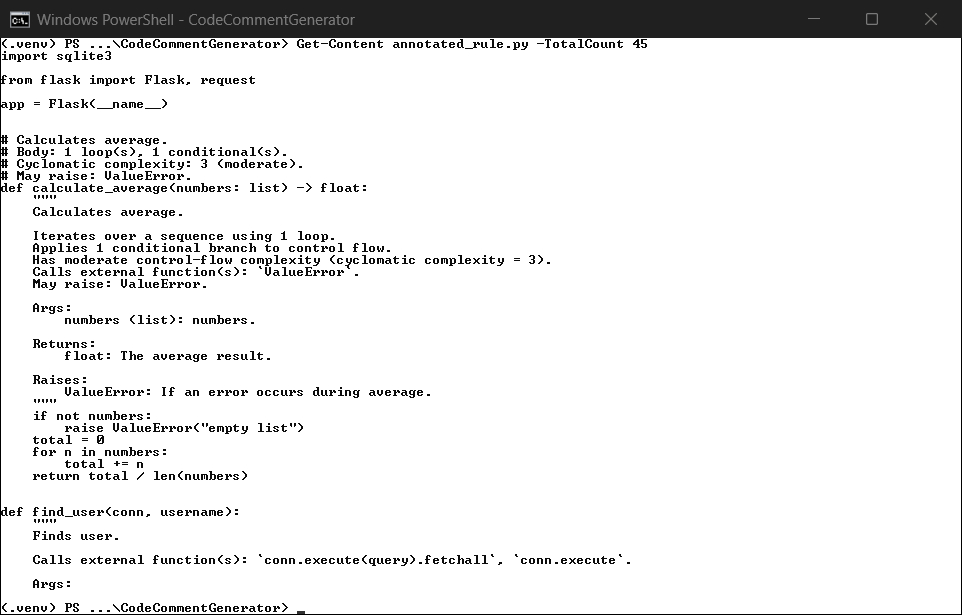 Windows PowerShell - CodeCommentGenerator
(.venv) PS ...\CodeCommentGenerator> Get-Content annotated_rule.py -TotalCount 45
import sqlite3
from flask import Flask, request
app = Flask(__name__)
# Calculates average.
# Body: 1 loop(s), 1 conditional(s).
# Cyclomatic complexity: 3 (moderate).
# May raise: ValueError.
def calculate_average(numbers: list) -> float:
    """
    Calculates average.
    Iterates over a sequence using 1 loop.
    Applies 1 conditional branch to control flow.
    Has moderate control-flow complexity (cyclomatic complexity = 3).
    Calls external function(s): `ValueError`.
    May raise: ValueError.
    Args:
        numbers (list): numbers.
    Returns:
        float: The average result.
    Raises:
        ValueError: If an error occurs during average.
    """
    if not numbers:
        raise ValueError("empty list")
    total = 0
    for n in numbers:
        total += n
    return total / len(numbers)
def find_user(conn, username):
    """
    Finds user.
    Calls external function(s): `conn.execute(query).fetchall`, `conn.execute`.
    Args:
(.venv) PS ...\CodeCommentGenerator> _